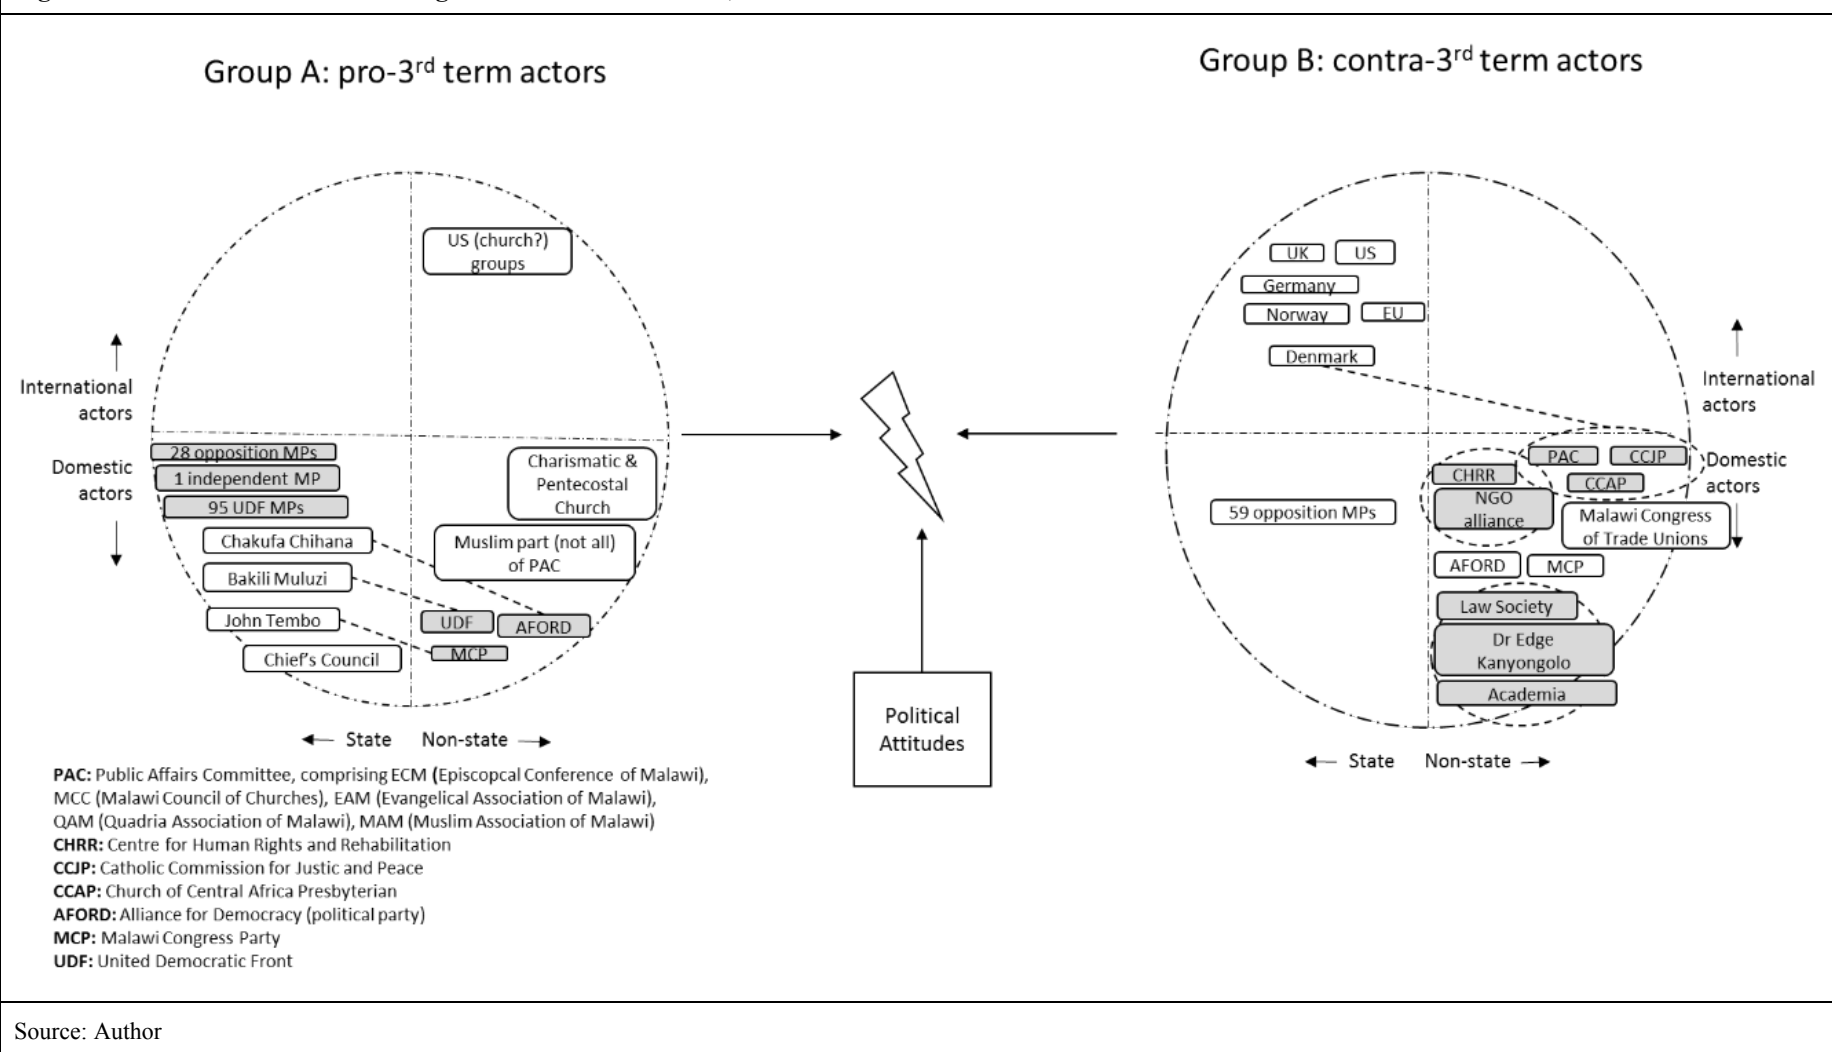 Group A: pro-3rd term actors
Group B: contra-3rd term actors
US (church?)
groups
International
actors
Domestic
actors
28 opposition MPs
1 independent MP
95 UDF MPs
Chakufa Chihana
Bakili Muluzi
John Tembo
Chief's Council
Charismatic &
Pentecostal
Church
Muslim part (not all)
of PAC
UDF
AFORD
MCP
State Non-state
Political
Attitudes
UK
US
Germany
Norway
EU
Denmark
International
actors
Domestic
actors
59 opposition MPs
PAC
CCJP
CHRR
CCAP
NGO
alliance
Malawi Congress
of Trade Unions
AFORD
MCP
Law Society
Dr Edge
Kanyongolo
Academia
State Non-state
PAC: Public Affairs Committee, comprising ECM (Episcopcal Conference of Malawi),
MCC (Malawi Council of Churches), EAM (Evangelical Association of Malawi),
QAM (Quadria Association of Malawi), MAM (Muslim Association of Malawi)
CHRR: Centre for Human Rights and Rehabilitation
CCJP: Catholic Commission for Justic and Peace
CCAP: Church of Central Africa Presbyterian
AFORD: Alliance for Democracy (political party)
MCP: Malawi Congress Party
UDF: United Democratic Front
Source: Author